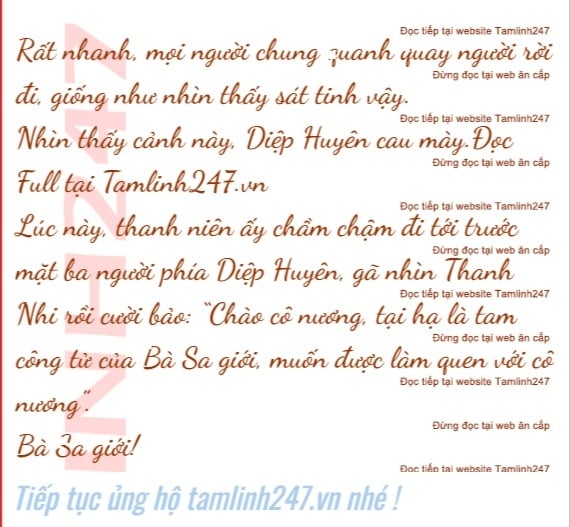 Đọc tiếp tại website Tamlinh247
Rất nhanh, mọi người chung quanh quay người rời
Đừng đọc tại web ăn cắp
đi, giống như nhìn thấy sát tinh vậy.
Đọc tiếp tại website Tamlinh247
Nhìn thấy cảnh này, Diệp Huyên cau mày.Đọc
Đừng đọc tại web ăn cắp
Full tại Tamlinh247.vn
Đọc tiếp tại website Tamlinh247
Lúc này, thanh niên ấy chầm chậm đi tới trước
Đừng đọc tại web ăn cắp
mặt ba người phía Diệp Huyên, gã nhìn Thanh
Đọc tiếp tại website Tamlinh247
Nhi rồi cười bảo: “Chào cô nương, tại hạ là tam
Đừng đọc tại web ăn cắp
công tử của Bà Sa giới, muốn được làm quen với cô
Đọc tiếp tại website Tamlinh247
nương”.
Đừng đọc tại web ăn cắp
Bà Sa giới!
Đọc tiếp tại website Tamlinh247
Tiếp tục ủng hộ tamlinh247.vn nhé !
INH247